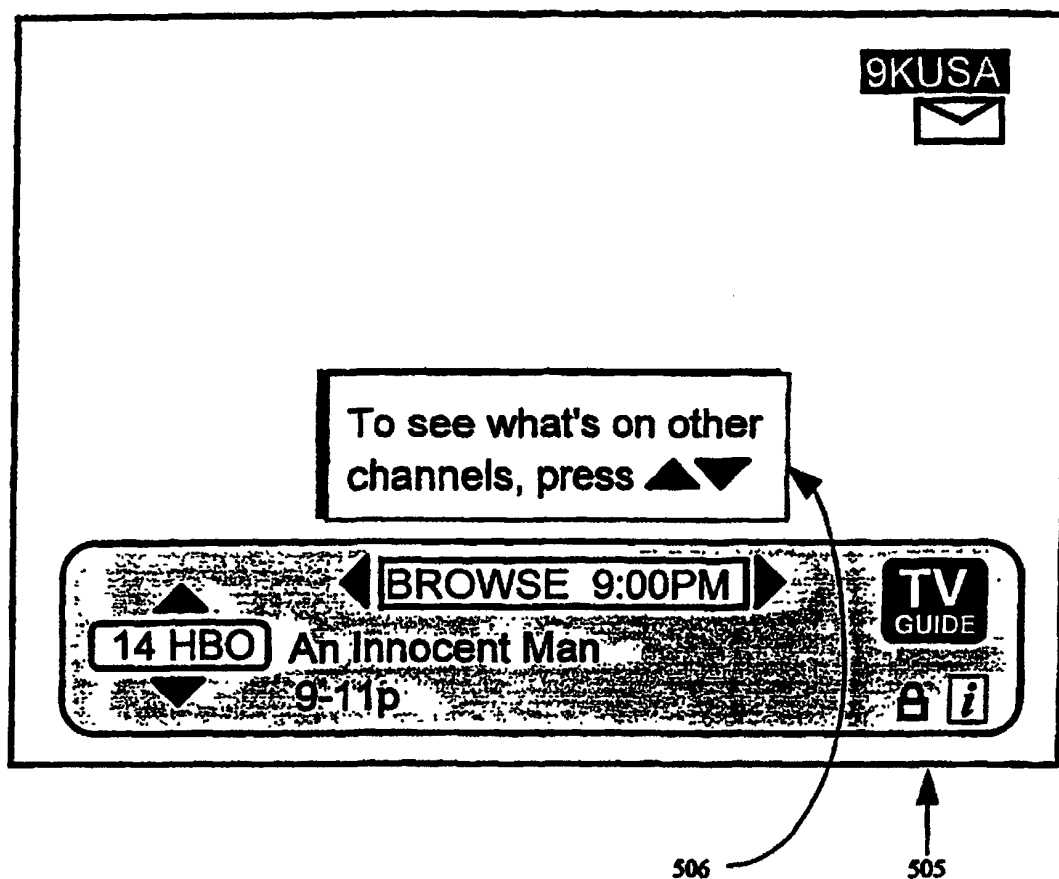 9KUSA
To see what's on other
channels, press ▲▼
BROWSE 9:00PM
TV
GUIDE
14 HBO An Innocent Man
9-11p
i
506
505